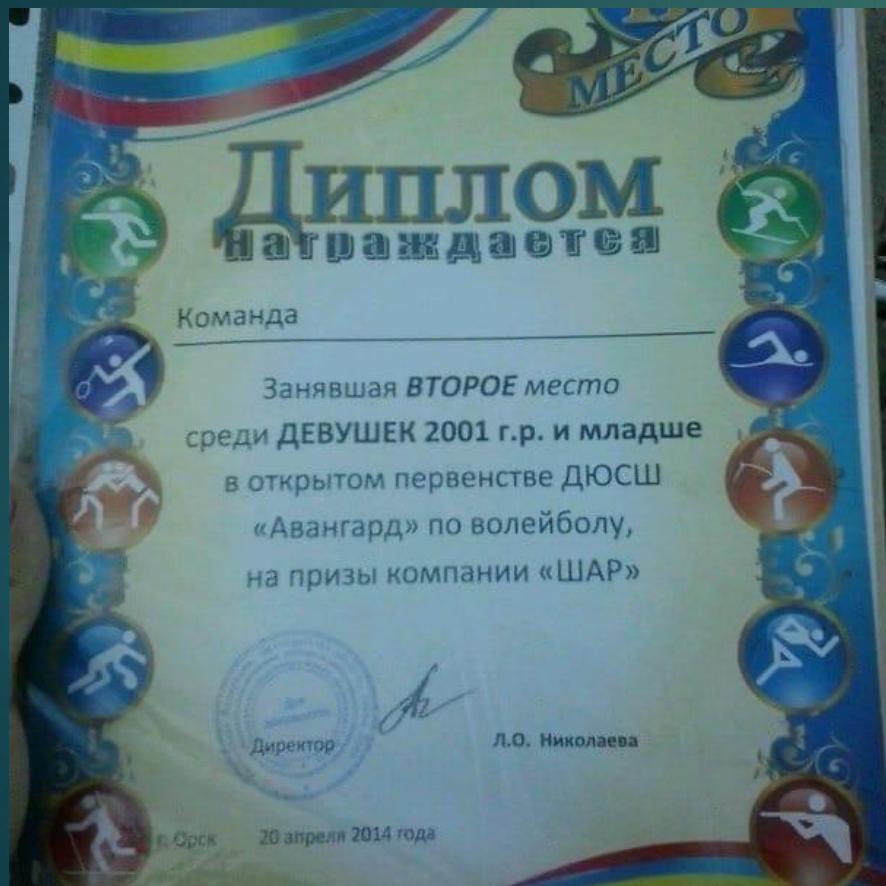 МЕСТО
Диплом
награждается
Команда
Занявшая ВТОРОЕ место
среди ДЕВУШЕК 2001 г.р. и младше
в открытом первенстве ДЮСШ
«Авангард» по волейболу,
на призы компании «ШАР»
Директор Л.О. Николаева
г. Орск 20 апреля 2014 года